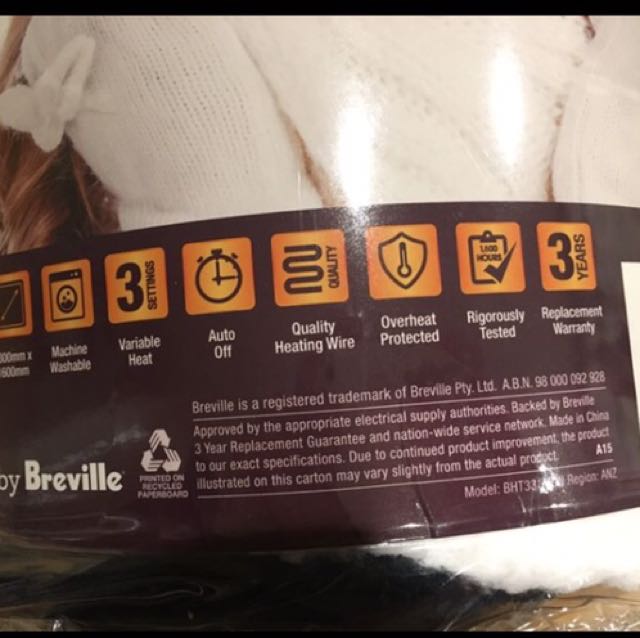 3 SETTINGS
QUALITY
1,600 HOURS
3 YEARS
Machine Washable
Variable Heat
Auto Off
Quality Heating Wire
Overheat Protected
Rigorously Tested
Replacement Warranty
Breville is a registered trademark of Breville Pty. Ltd. A.B.N. 98 000 092 928
Approved by the appropriate electrical supply authorities. Backed by Breville
3 Year Replacement Guarantee and nation-wide service network. Made in China
to our exact specifications. Due to continued product improvement, the product
illustrated on this carton may vary slightly from the actual product. A15
by Breville
PRINTED ON
RECYCLED
PAPERBOARD
Model: Region: ANZ